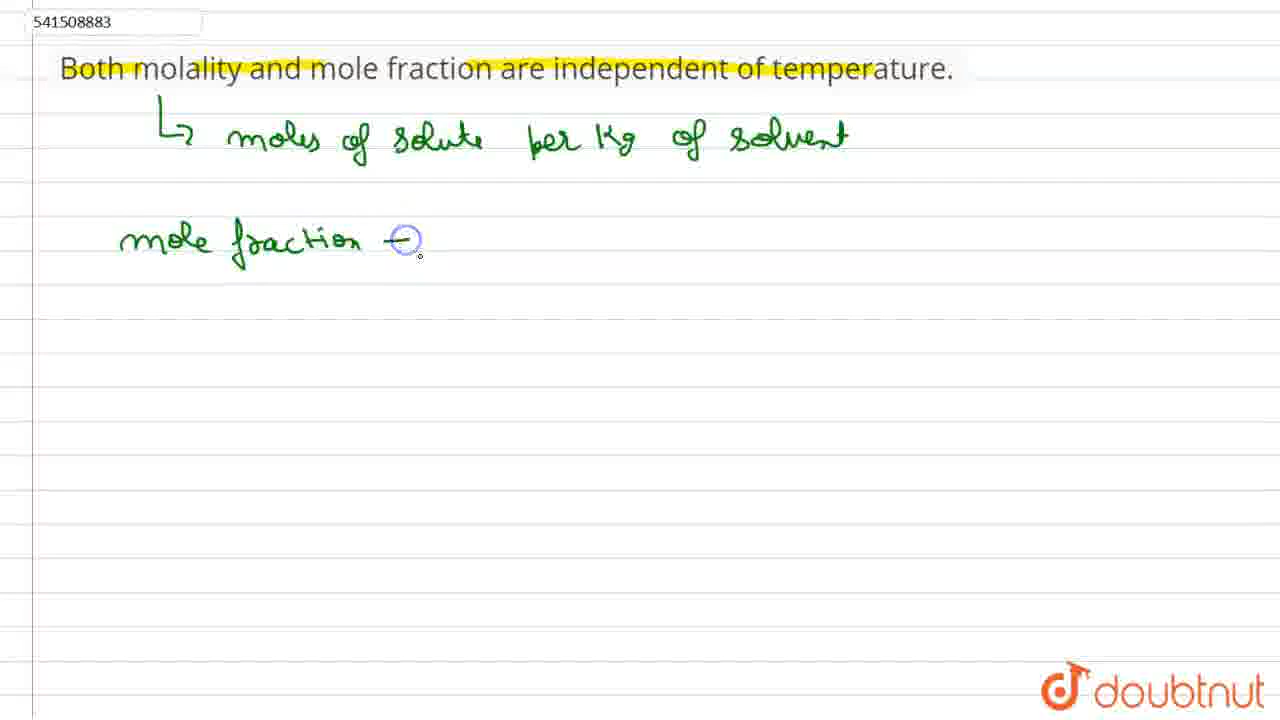 541508883
Both molality and mole fraction are independent of temperature.
moles of solute per Kg of solvent
mole fraction -
doubtnut